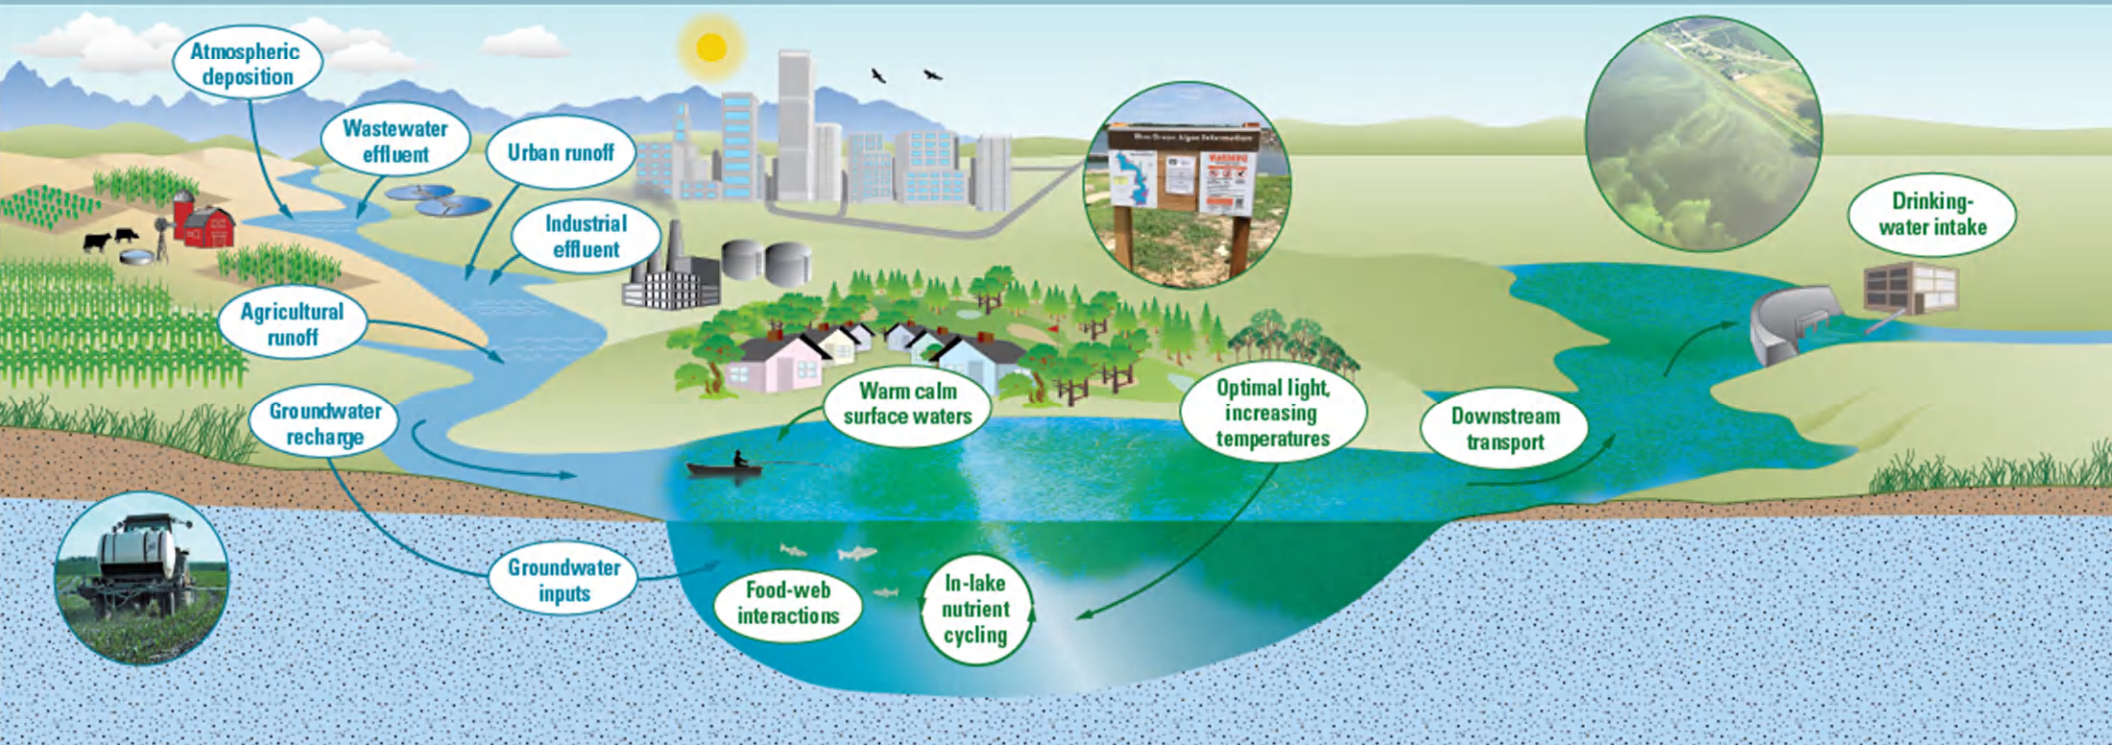 Atmospheric
deposition
Wastewater
effluent
Urban runoff
Industrial
effluent
Agricultural
runoff
Groundwater
recharge
Groundwater
inputs
Blue-Green Algae Information
WARNING
Warm calm
surface waters
Optimal light,
increasing
temperatures
Food-web
interactions
In-lake
nutrient
cycling
Downstream
transport
Drinking-
water intake